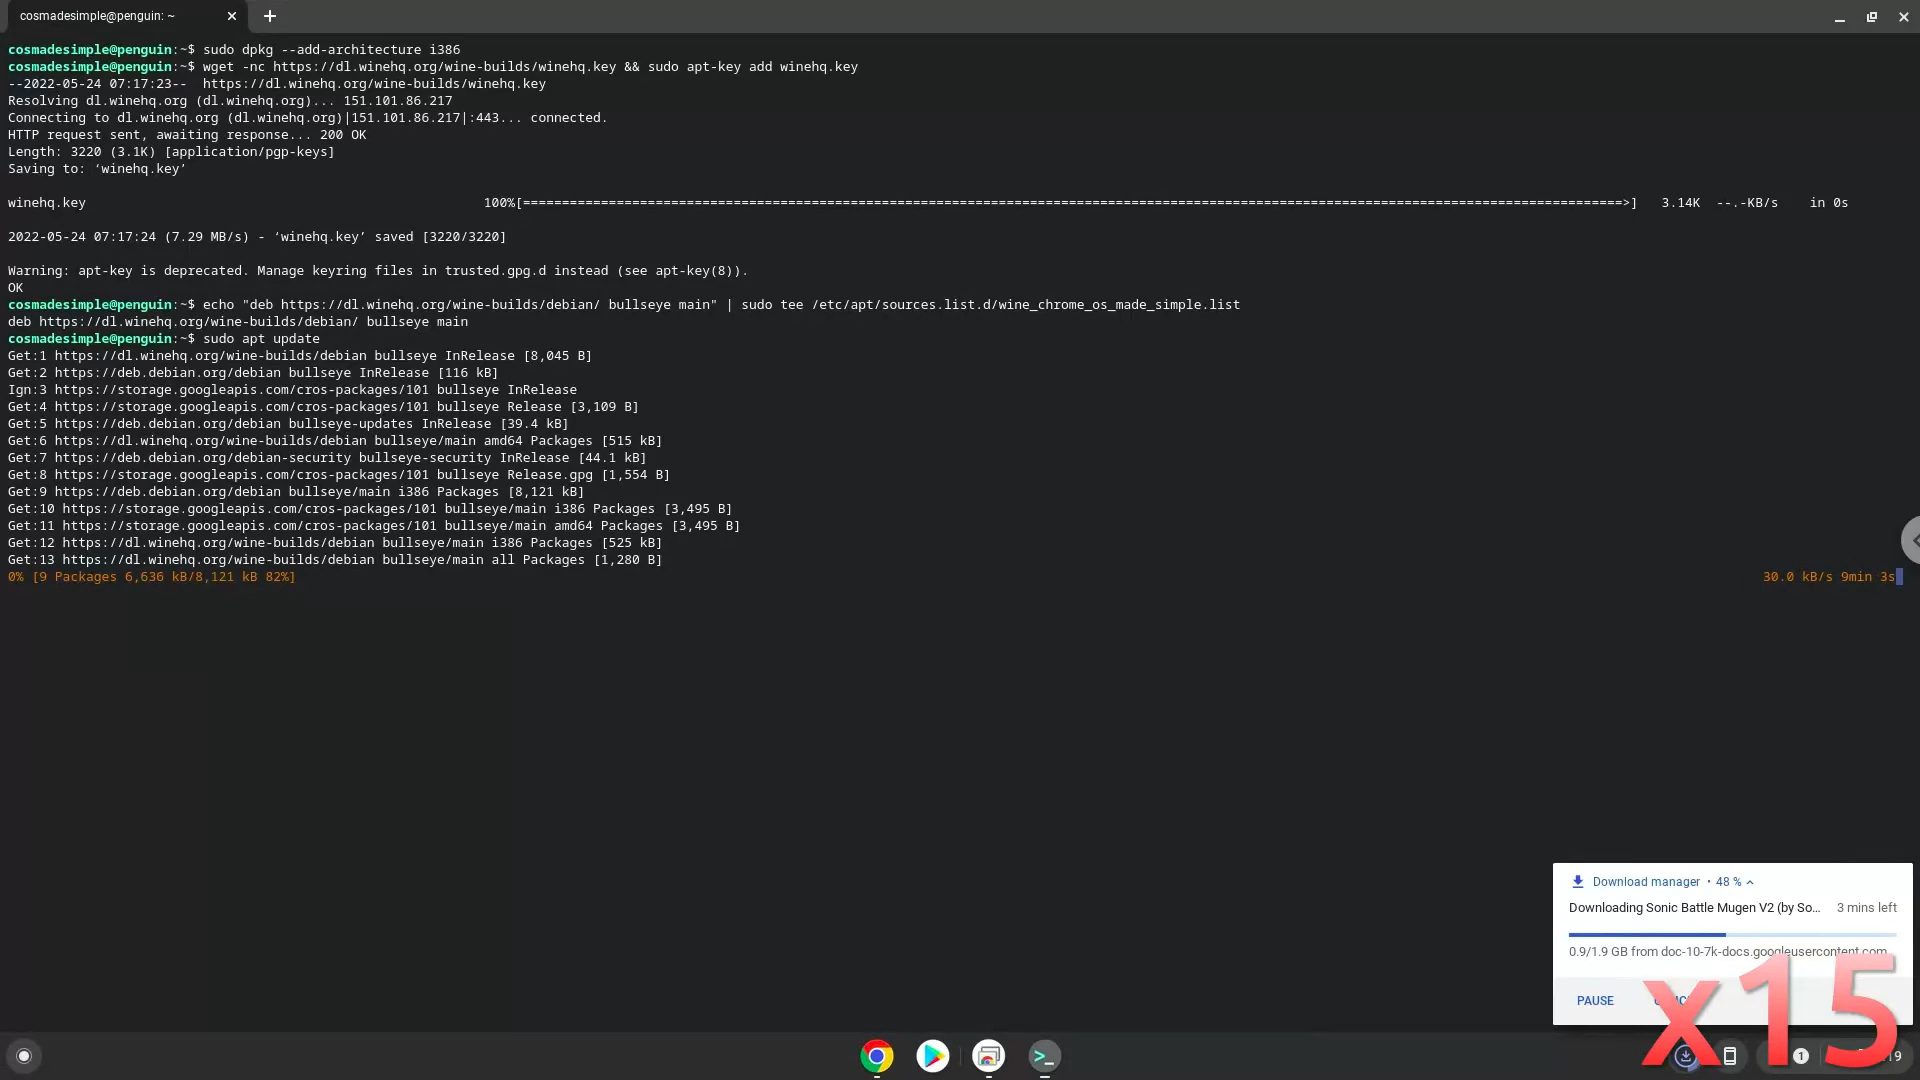 cosmadesimple@penguin: ~
cosmadesimple@penguin:~$ sudo dpkg --add-architecture i386
cosmadesimple@penguin:~$ wget -nc https://dl.winehq.org/wine-builds/winehq.key && sudo apt-key add winehq.key
--2022-05-24 07:17:23--  https://dl.winehq.org/wine-builds/winehq.key
Resolving dl.winehq.org (dl.winehq.org)... 151.101.86.217
Connecting to dl.winehq.org (dl.winehq.org)|151.101.86.217|:443... connected.
HTTP request sent, awaiting response... 200 OK
Length: 3220 (3.1K) [application/pgp-keys]
Saving to: ‘winehq.key’
winehq.key 100%[=============================================================================================================================================>] 3.14K --.-KB/s in 0s
2022-05-24 07:17:24 (7.29 MB/s) - ‘winehq.key’ saved [3220/3220]
Warning: apt-key is deprecated. Manage keyring files in trusted.gpg.d instead (see apt-key(8)).
OK
cosmadesimple@penguin:~$ echo "deb https://dl.winehq.org/wine-builds/debian/ bullseye main" | sudo tee /etc/apt/sources.list.d/wine_chrome_os_made_simple.list
deb https://dl.winehq.org/wine-builds/debian/ bullseye main
cosmadesimple@penguin:~$ sudo apt update
Get:1 https://dl.winehq.org/wine-builds/debian bullseye InRelease [8,045 B]
Get:2 https://deb.debian.org/debian bullseye InRelease [116 kB]
Ign:3 https://storage.googleapis.com/cros-packages/101 bullseye InRelease
Get:4 https://storage.googleapis.com/cros-packages/101 bullseye Release [3,109 B]
Get:5 https://deb.debian.org/debian bullseye-updates InRelease [39.4 kB]
Get:6 https://dl.winehq.org/wine-builds/debian bullseye/main amd64 Packages [515 kB]
Get:7 https://deb.debian.org/debian-security bullseye-security InRelease [44.1 kB]
Get:8 https://storage.googleapis.com/cros-packages/101 bullseye Release.gpg [1,554 B]
Get:9 https://deb.debian.org/debian bullseye/main i386 Packages [8,121 kB]
Get:10 https://storage.googleapis.com/cros-packages/101 bullseye/main i386 Packages [3,495 B]
Get:11 https://storage.googleapis.com/cros-packages/101 bullseye/main amd64 Packages [3,495 B]
Get:12 https://dl.winehq.org/wine-builds/debian bullseye/main i386 Packages [525 kB]
Get:13 https://dl.winehq.org/wine-builds/debian bullseye/main all Packages [1,280 B]
0% [9 Packages 6,636 kB/8,121 kB 82%] 30.0 kB/s 9min 3s
Download manager • 48 %
Downloading Sonic Battle Mugen V2 (by So... 3 mins left
0.9/1.9 GB from doc-10-7k-docs.googleusercontent.com
PAUSE
x15
1